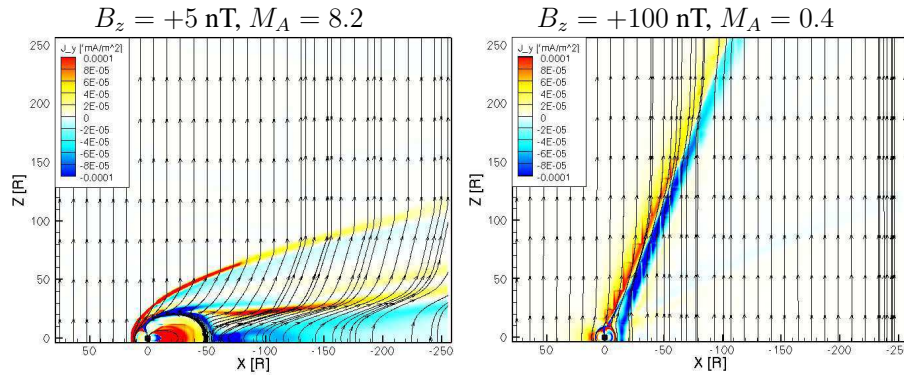 B_z = +5 nT, M_A = 8.2
B_z = +100 nT, M_A = 0.4
J_y ["mA/m^2]
0.0001
8E-05
6E-05
4E-05
2E-05
0
-2E-05
-4E-05
-6E-05
-8E-05
-0.0001
250
200
150
100
50
0
Z [R]
50
0
-50
-100
-150
-200
-250
X [R]
J_y ["mA/m^2]
0.0001
8E-05
6E-05
4E-05
2E-05
0
-2E-05
-4E-05
-6E-05
-8E-05
-0.0001
250
200
150
100
50
0
Z [R]
50
0
-50
-100
-150
-200
-250
X [R]